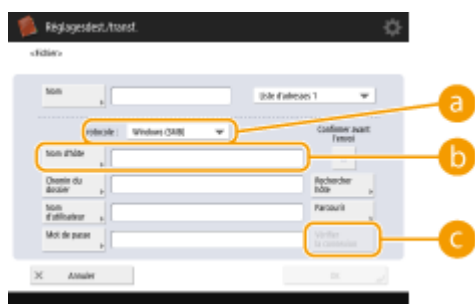 Réglagesdest./transf.
<Fichier>
Nom
Liste d'adresses 1
Protocole :
Windows (SMB)
Confirmer avant
l'envoi
Nom d'hôte
Chemin du
dossier
Rechercher
hôte
Nom
d'utilisateur
Parcourir
Mot de passe
Vérifier
la connexion
Annuler
OK
a
b
c